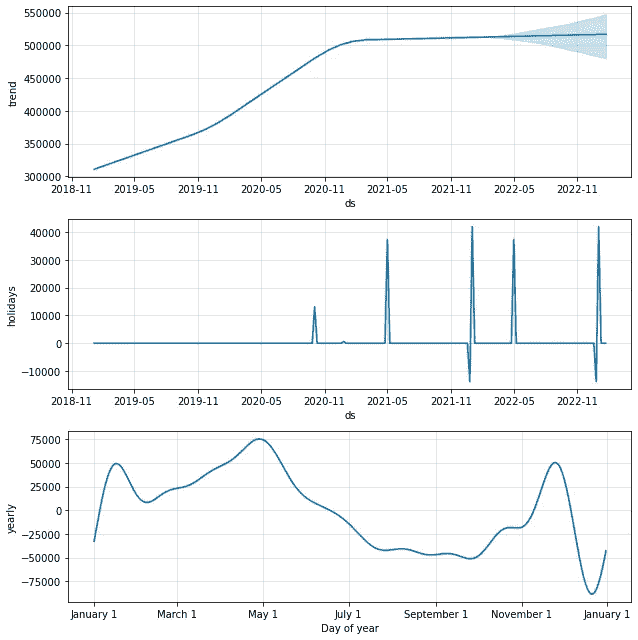 550000
500000
450000
400000
350000
300000
trend
2018-11 2019-05 2019-11 2020-05 2020-11 2021-05 2021-11 2022-05 2022-11
ds
40000
30000
20000
10000
0
−10000
holidays
2018-11 2019-05 2019-11 2020-05 2020-11 2021-05 2021-11 2022-05 2022-11
ds
75000
50000
25000
0
−25000
−50000
−75000
yearly
January 1 March 1 May 1 July 1 September 1 November 1 January 1
Day of year